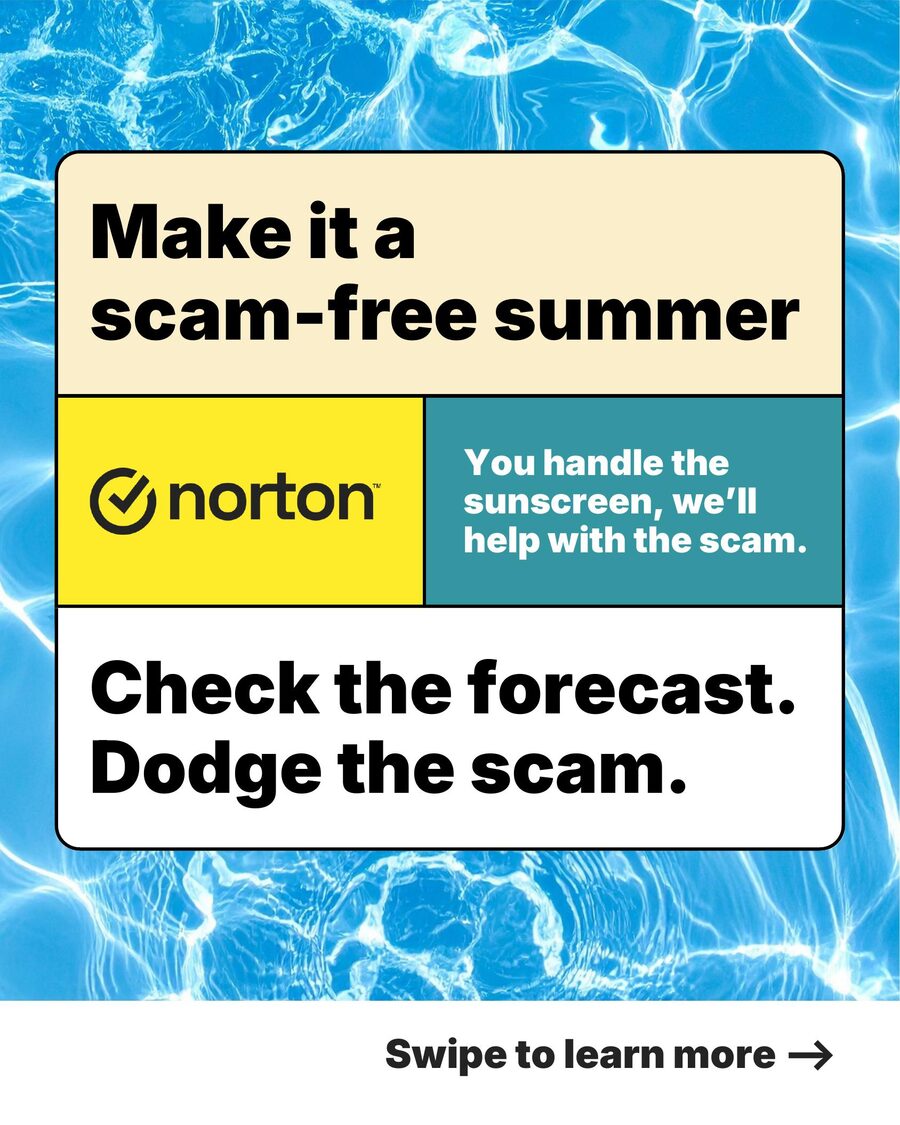 Make it a
scam-free summer
norton™
You handle the
sunscreen, we’ll
help with the scam.
Check the forecast.
Dodge the scam.
Swipe to learn more →